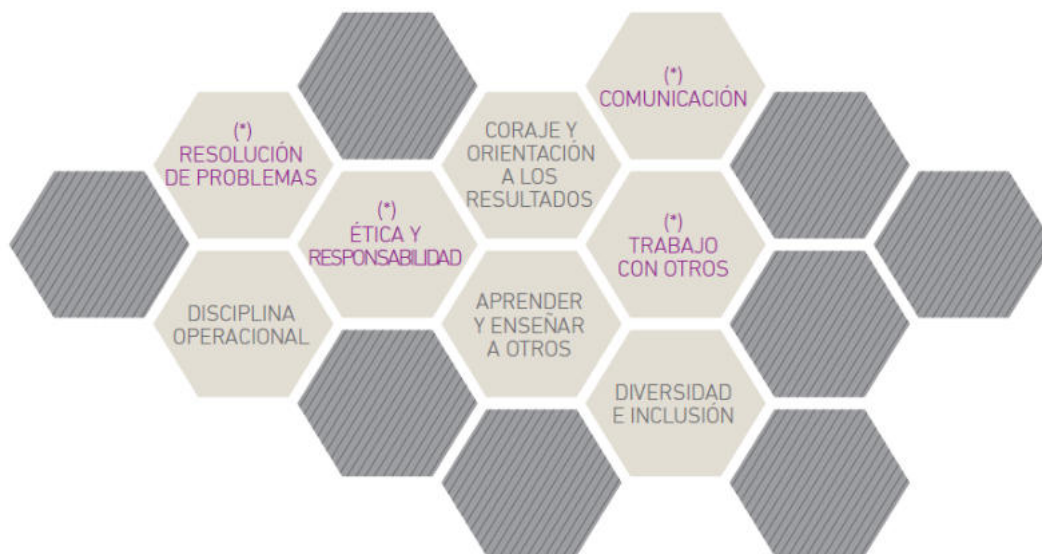 (*)
COMUNICACIÓN
(*)
RESOLUCIÓN
DE PROBLEMAS
CORAJE Y
ORIENTACIÓN
A LOS
RESULTADOS
(*)
ÉTICA Y
RESPONSABILIDAD
(*)
TRABAJO
CON OTROS
DISCIPLINA
OPERACIONAL
APRENDER
Y ENSEÑAR
A OTROS
DIVERSIDAD
E INCLUSIÓN